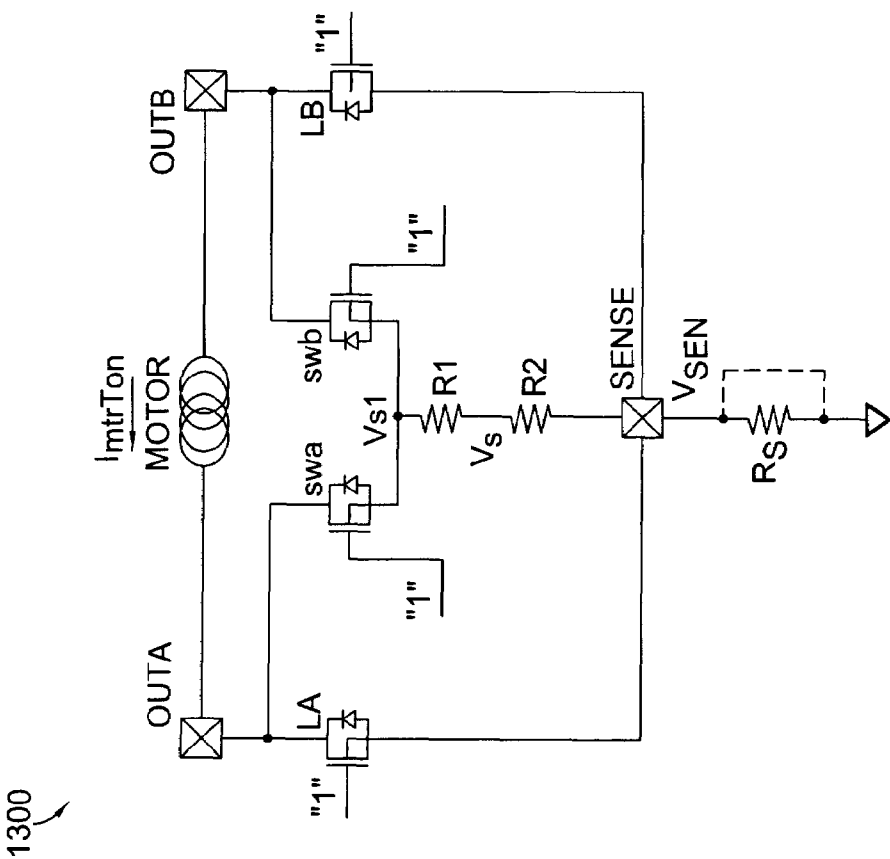 1300
OUTA
ImtrTon
MOTOR
OUTB
LA
"1"
swa
"1"
Vs1
swb
"1"
LB
"1"
R1
Vs
R2
SENSE
VSEN
RS